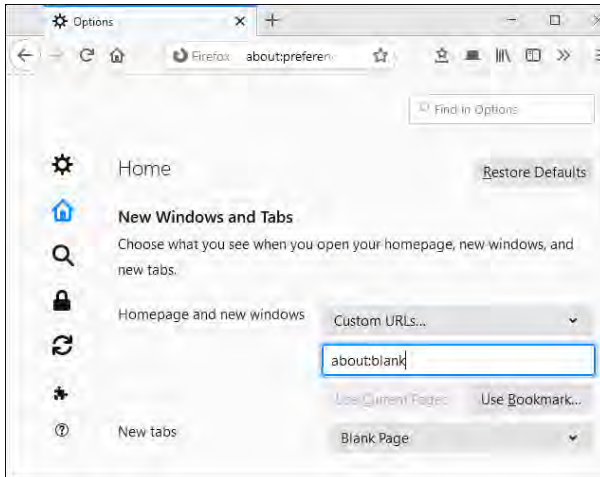 Options
Firefox about:preferen
Find in Options
Home
Restore Defaults
New Windows and Tabs
Choose what you see when you open your homepage, new windows, and
new tabs.
Homepage and new windows
Custom URLs...
about:blank
Use Current Pages
Use Bookmark...
New tabs
Blank Page